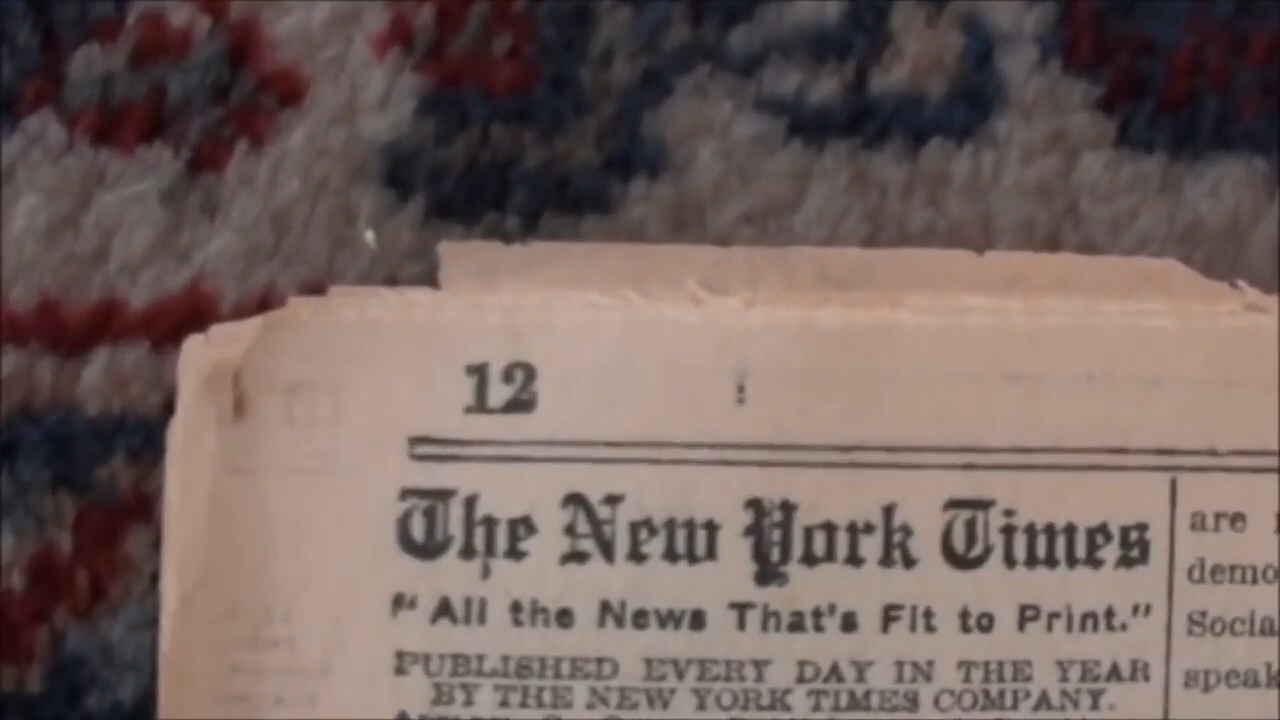 12
The New York Times
"All the News That's Fit to Print."
PUBLISHED EVERY DAY IN THE YEAR
BY THE NEW YORK TIMES COMPANY.
are
demo
Socia
speak